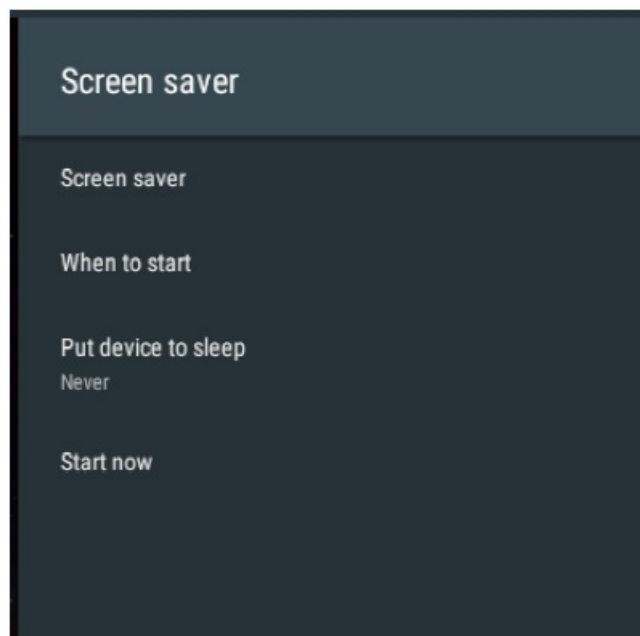 Screen saver
Screen saver
When to start
Put device to sleep
Never
Start now